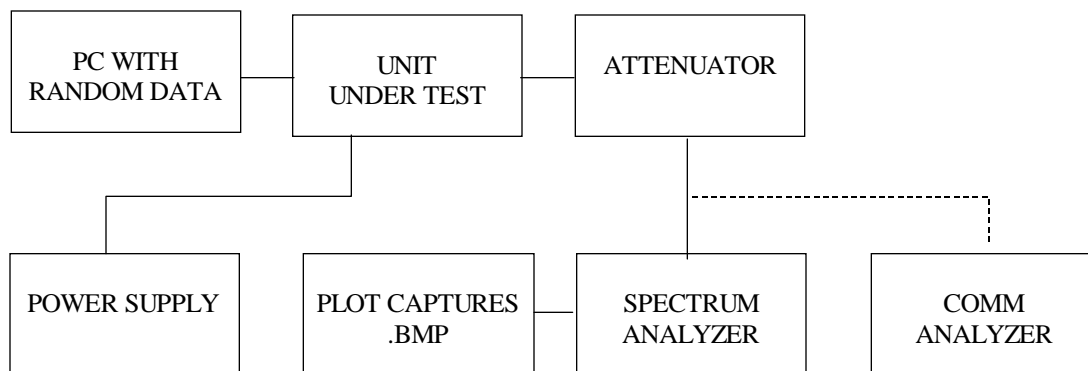 PC WITH
RANDOM DATA
UNIT
UNDER TEST
ATTENUATOR
POWER SUPPLY
PLOT CAPTURES
.BMP
SPECTRUM
ANALYZER
COMM
ANALYZER